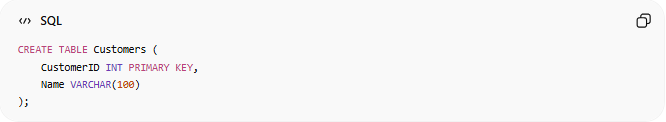 SQL
CREATE TABLE Customers (
    CustomerID INT PRIMARY KEY,
    Name VARCHAR(100)
);